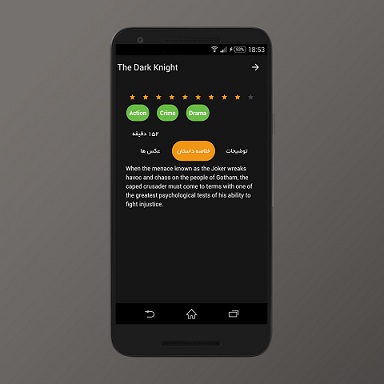 93% 18:53
The Dark Knight
Action Crime Drama
۱۵۲ دقیقه
عکس ها خلاصه داستان توضیحات
When the menace known as the Joker wreaks
havoc and chaos on the people of Gotham, the
caped crusader must come to terms with one of
the greatest psychological tests of his ability to
fight injustice.